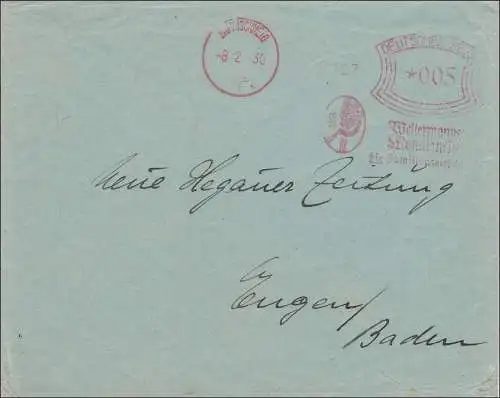 -8.2.30
DEUTSCHES REICH
*005
Westermanns
Monatshefte
Neue Hegauer Zeitung
Engen/
Baden